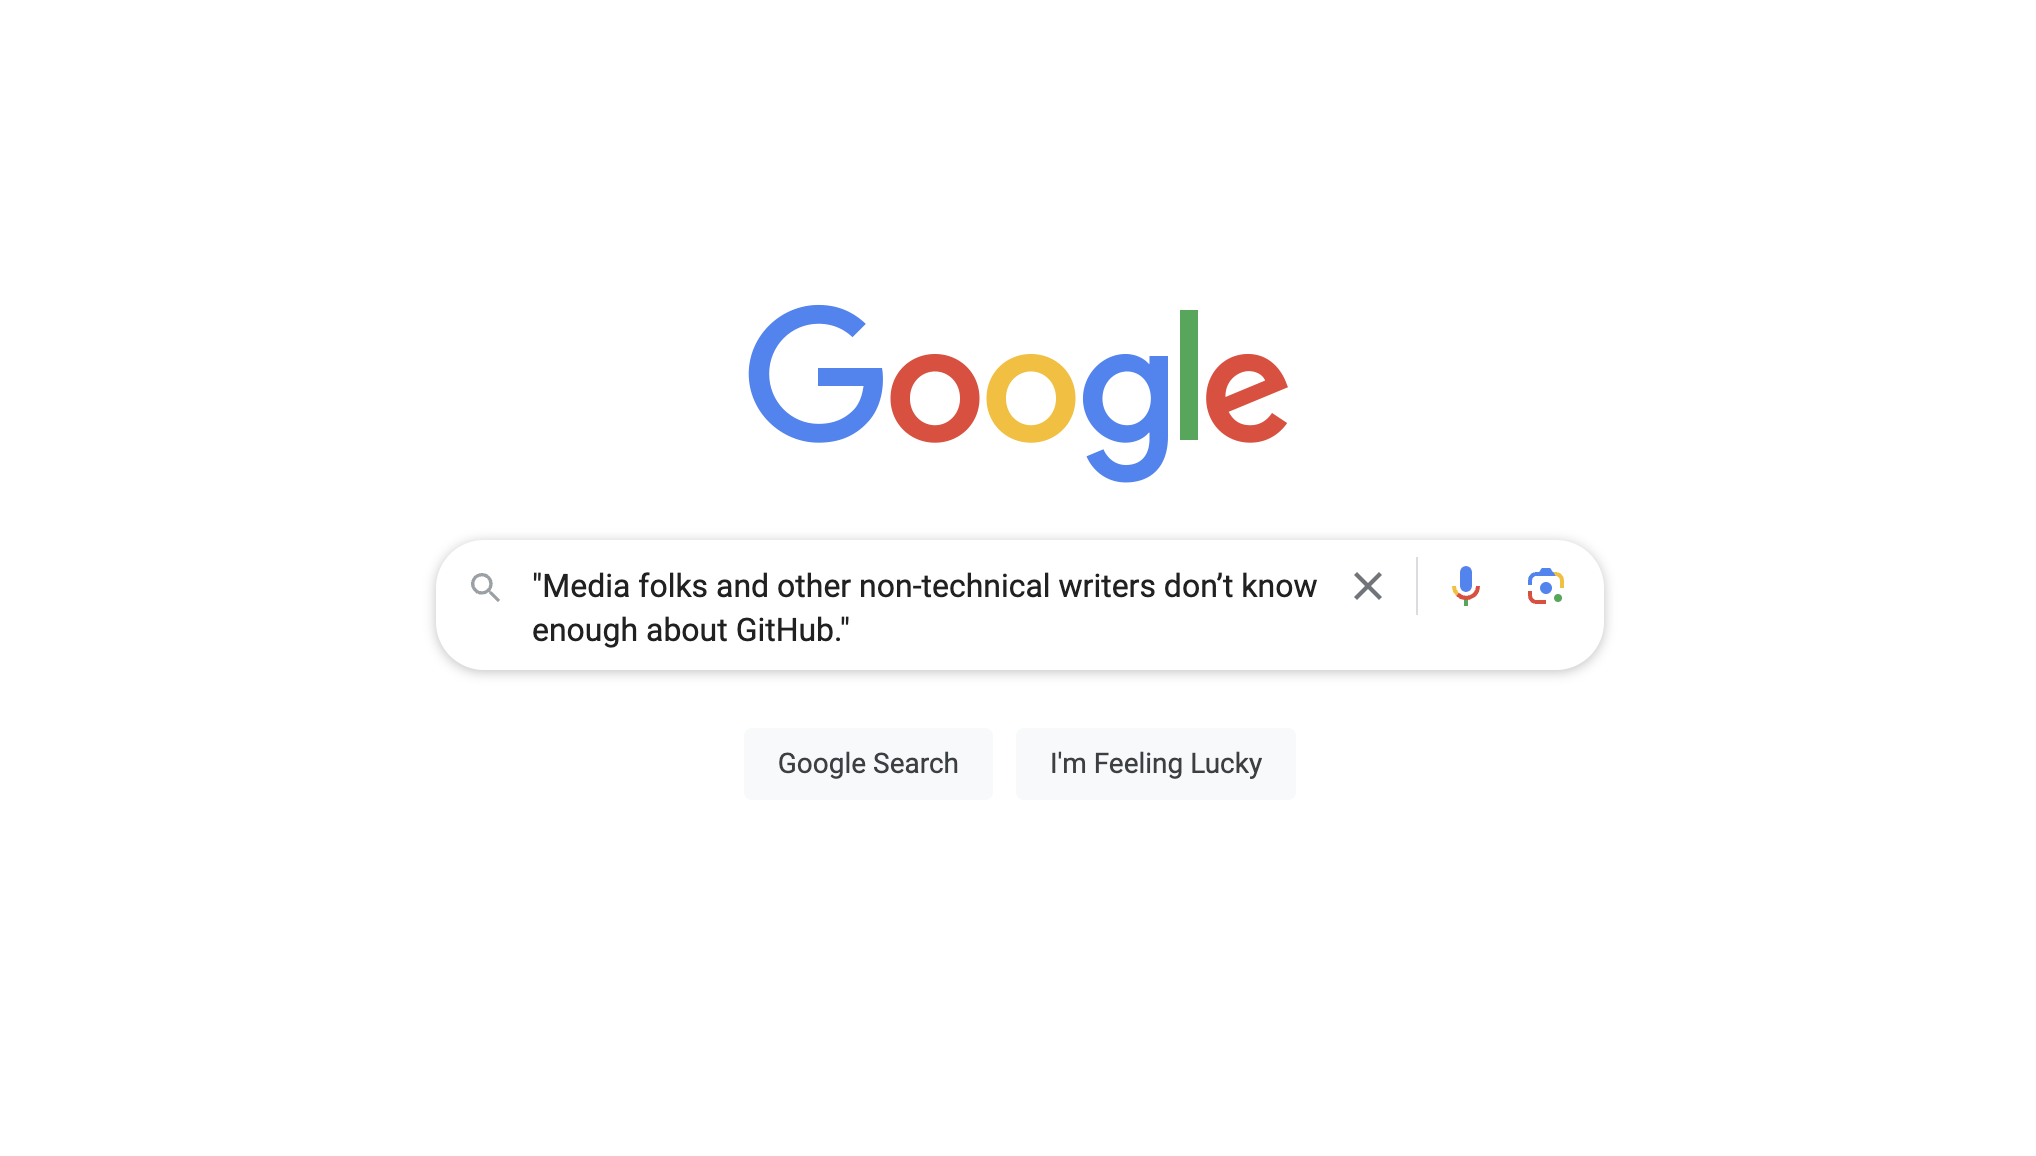 Google
"Media folks and other non-technical writers don’t know
enough about GitHub."
Google Search
I'm Feeling Lucky